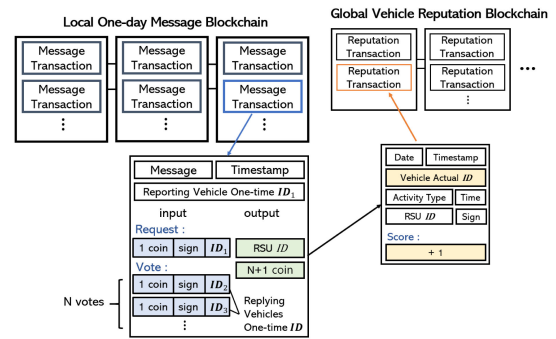 Local One-day Message Blockchain
Global Vehicle Reputation Blockchain
Message
Transaction
Message
Transaction
Message
Transaction
Message
Transaction
Message
Transaction
Message
Transaction
⋮
⋮
⋮
Reputation
Transaction
Reputation
Transaction
Reputation
Transaction
Reputation
Transaction
⋮
...
Message
Timestamp
Reporting Vehicle One-time ID₁
input
output
Request :
1 coin sign ID₁
RSU ID
Vote :
N+1 coin
1 coin sign ID₂
1 coin sign ID₃
⋮
N votes
Replying
Vehicles
One-time ID
Date
Timestamp
Vehicle Actual ID
Activity Type
Time
RSU ID
Sign
Score :
+ 1